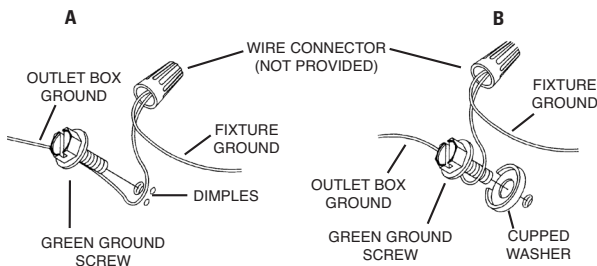 A
B
WIRE CONNECTOR
(NOT PROVIDED)
OUTLET BOX
GROUND
FIXTURE
GROUND
DIMPLES
GREEN GROUND
SCREW
FIXTURE
GROUND
OUTLET BOX
GROUND
GREEN GROUND
SCREW
CUPPED
WASHER